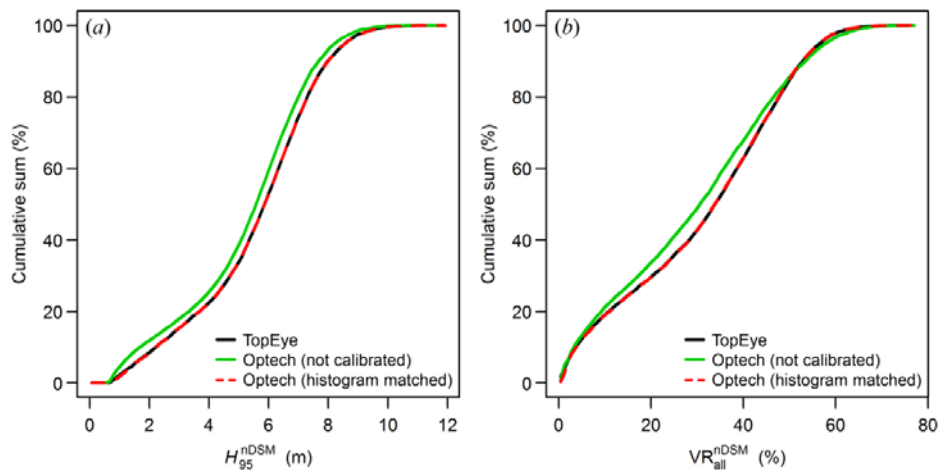 (a)
Cumulative sum (%)
100
80
60
40
20
0
TopEye
Optech (not calibrated)
Optech (histogram matched)
0 2 4 6 8 10 12
H95nDSM (m)
(b)
Cumulative sum (%)
100
80
60
40
20
0
TopEye
Optech (not calibrated)
Optech (histogram matched)
0 20 40 60 80
VRallnDSM (%)